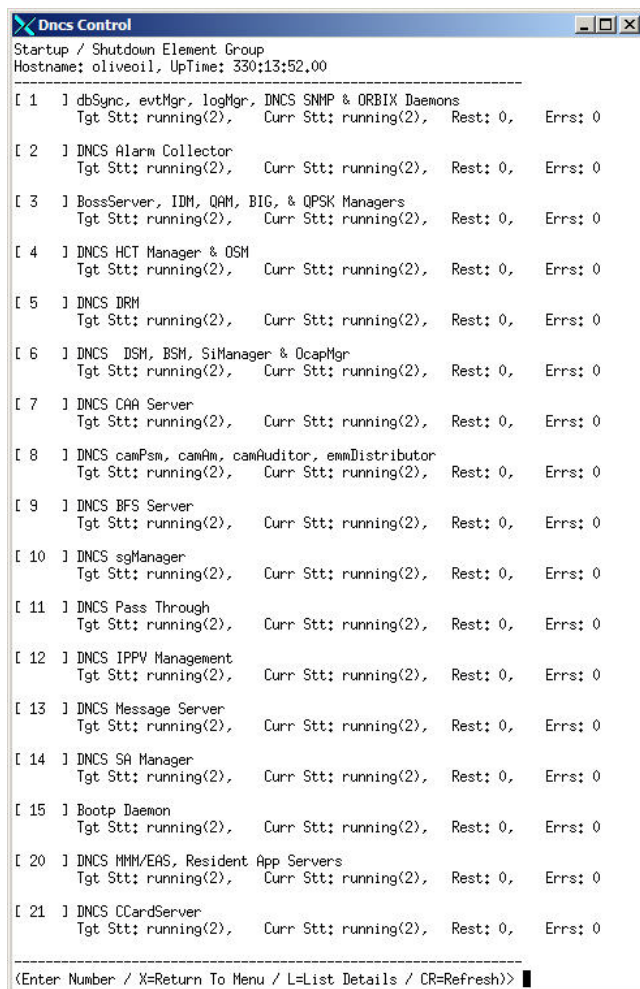 Dncs Control
Startup / Shutdown Element Group
Hostname: oliveoil, UpTime: 330:13:52.00
----------------------------------------------------------------
[ 1   ] dbSync, evtMgr, logMgr, DNCS SNMP & ORBIX Daemons
Tgt Stt: running(2),   Curr Stt: running(2),   Rest: 0,   Errs: 0
[ 2   ] DNCS Alarm Collector
Tgt Stt: running(2),   Curr Stt: running(2),   Rest: 0,   Errs: 0
[ 3   ] BossServer, IDM, QAM, BIG, & QPSK Managers
Tgt Stt: running(2),   Curr Stt: running(2),   Rest: 0,   Errs: 0
[ 4   ] DNCS HCT Manager & OSM
Tgt Stt: running(2),   Curr Stt: running(2),   Rest: 0,   Errs: 0
[ 5   ] DNCS DRM
Tgt Stt: running(2),   Curr Stt: running(2),   Rest: 0,   Errs: 0
[ 6   ] DNCS  DSM, BSM, SiManager & OcapMgr
Tgt Stt: running(2),   Curr Stt: running(2),   Rest: 0,   Errs: 0
[ 7   ] DNCS CAA Server
Tgt Stt: running(2),   Curr Stt: running(2),   Rest: 0,   Errs: 0
[ 8   ] DNCS camPsm, camAm, camAuditor, emmDistributor
Tgt Stt: running(2),   Curr Stt: running(2),   Rest: 0,   Errs: 0
[ 9   ] DNCS BFS Server
Tgt Stt: running(2),   Curr Stt: running(2),   Rest: 0,   Errs: 0
[ 10  ] DNCS sgManager
Tgt Stt: running(2),   Curr Stt: running(2),   Rest: 0,   Errs: 0
[ 11  ] DNCS Pass Through
Tgt Stt: running(2),   Curr Stt: running(2),   Rest: 0,   Errs: 0
[ 12  ] DNCS IPPV Management
Tgt Stt: running(2),   Curr Stt: running(2),   Rest: 0,   Errs: 0
[ 13  ] DNCS Message Server
Tgt Stt: running(2),   Curr Stt: running(2),   Rest: 0,   Errs: 0
[ 14  ] DNCS SA Manager
Tgt Stt: running(2),   Curr Stt: running(2),   Rest: 0,   Errs: 0
[ 15  ] Bootp Daemon
Tgt Stt: running(2),   Curr Stt: running(2),   Rest: 0,   Errs: 0
[ 20  ] DNCS MMM/EAS, Resident App Servers
Tgt Stt: running(2),   Curr Stt: running(2),   Rest: 0,   Errs: 0
[ 21  ] DNCS CCardServer
Tgt Stt: running(2),   Curr Stt: running(2),   Rest: 0,   Errs: 0
----------------------------------------------------------------
(Enter Number / X=Return To Menu / L=List Details / CR=Refresh)>